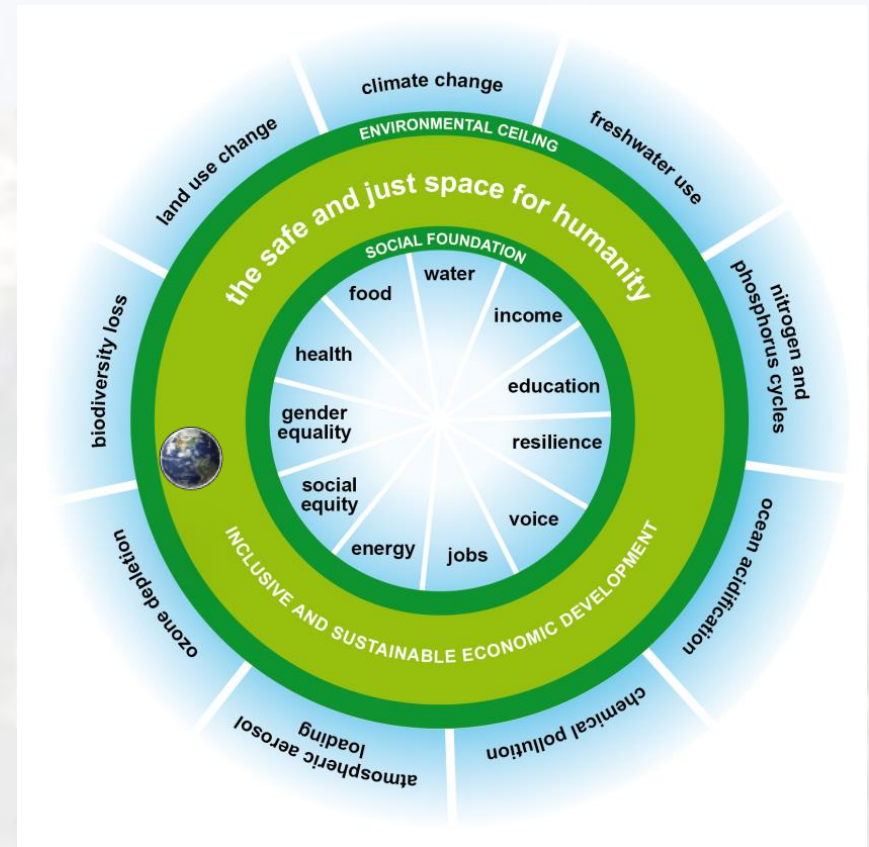 climate change
freshwater use
nitrogen and
phosphorus cycles
ocean acidification
chemical pollution
atmospheric aerosol
loading
ozone depletion
biodiversity loss
land use change
ENVIRONMENTAL CEILING
the safe and just space for humanity
SOCIAL FOUNDATION
water
income
education
resilience
voice
jobs
energy
social
equity
gender
equality
health
food
INCLUSIVE AND SUSTAINABLE ECONOMIC DEVELOPMENT